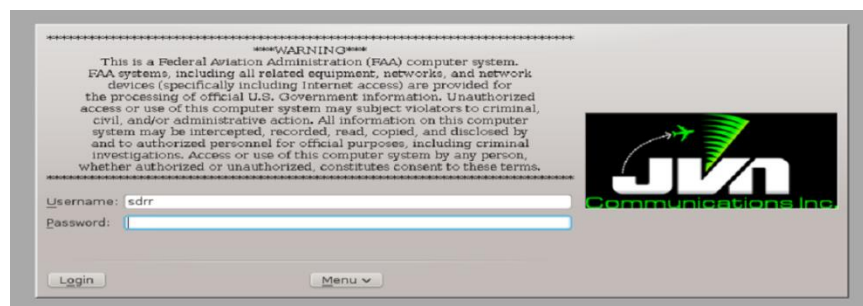 ***********************************************************************
****WARNING****
This is a Federal Aviation Administration (FAA) computer system.
FAA systems, including all related equipment, networks, and network
devices (specifically including Internet access) are provided for
the processing of official U.S. Government information. Unauthorized
access or use of this computer system may subject violators to criminal,
civil, and/or administrative action. All information on this computer
system may be intercepted, recorded, read, copied, and disclosed by
and to authorized personnel for official purposes, including criminal
investigations. Access or use of this computer system by any person,
whether authorized or unauthorized, constitutes consent to these terms.
***********************************************************************
Username: sdrr
Password:
Login Menu
JVN
Communications Inc.